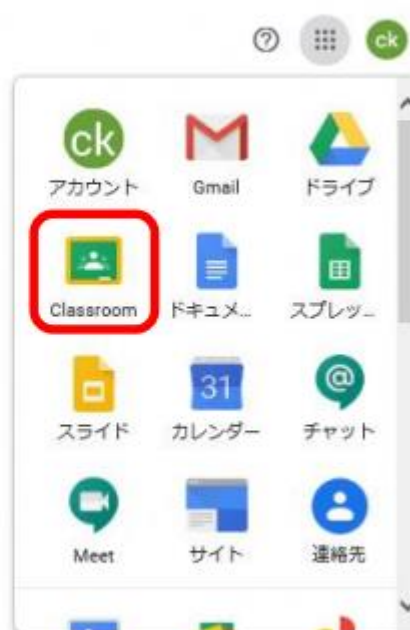 ck
ck
アカウント
Gmail
ドライブ
Classroom
ドキュメ...
スプレッ...
31
スライド
カレンダー
チャット
Meet
サイト
連絡先